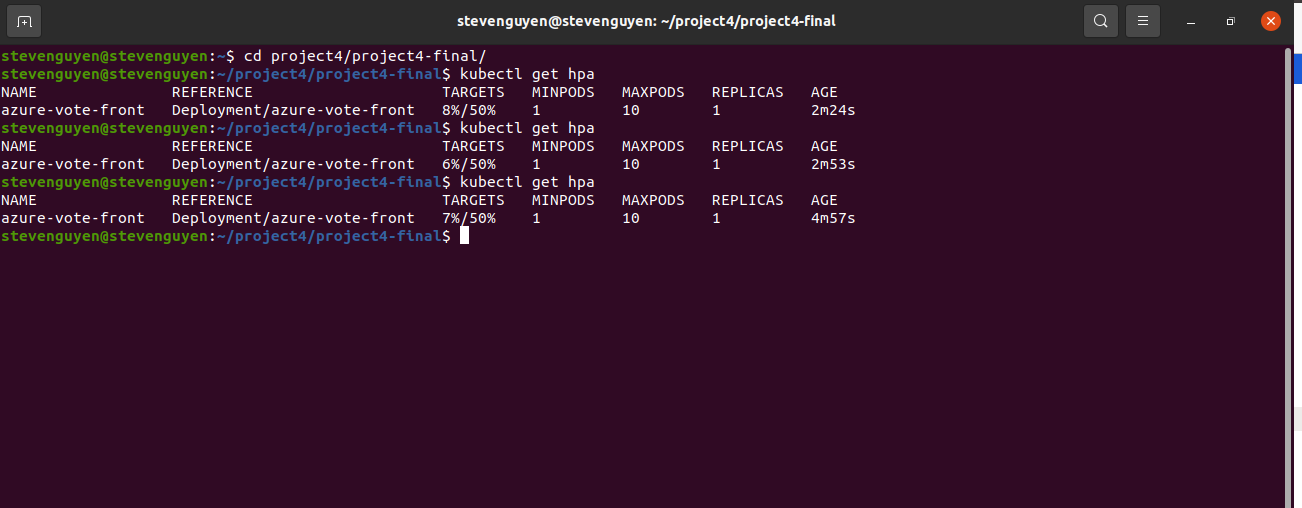 stevenguyen@stevenguyen: ~/project4/project4-final
stevenguyen@stevenguyen:~$ cd project4/project4-final/
stevenguyen@stevenguyen:~/project4/project4-final$ kubectl get hpa
NAME REFERENCE TARGETS MINPODS MAXPODS REPLICAS AGE
azure-vote-front Deployment/azure-vote-front 8%/50% 1 10 1 2m24s
stevenguyen@stevenguyen:~/project4/project4-final$ kubectl get hpa
NAME REFERENCE TARGETS MINPODS MAXPODS REPLICAS AGE
azure-vote-front Deployment/azure-vote-front 6%/50% 1 10 1 2m53s
stevenguyen@stevenguyen:~/project4/project4-final$ kubectl get hpa
NAME REFERENCE TARGETS MINPODS MAXPODS REPLICAS AGE
azure-vote-front Deployment/azure-vote-front 7%/50% 1 10 1 4m57s
stevenguyen@stevenguyen:~/project4/project4-final$